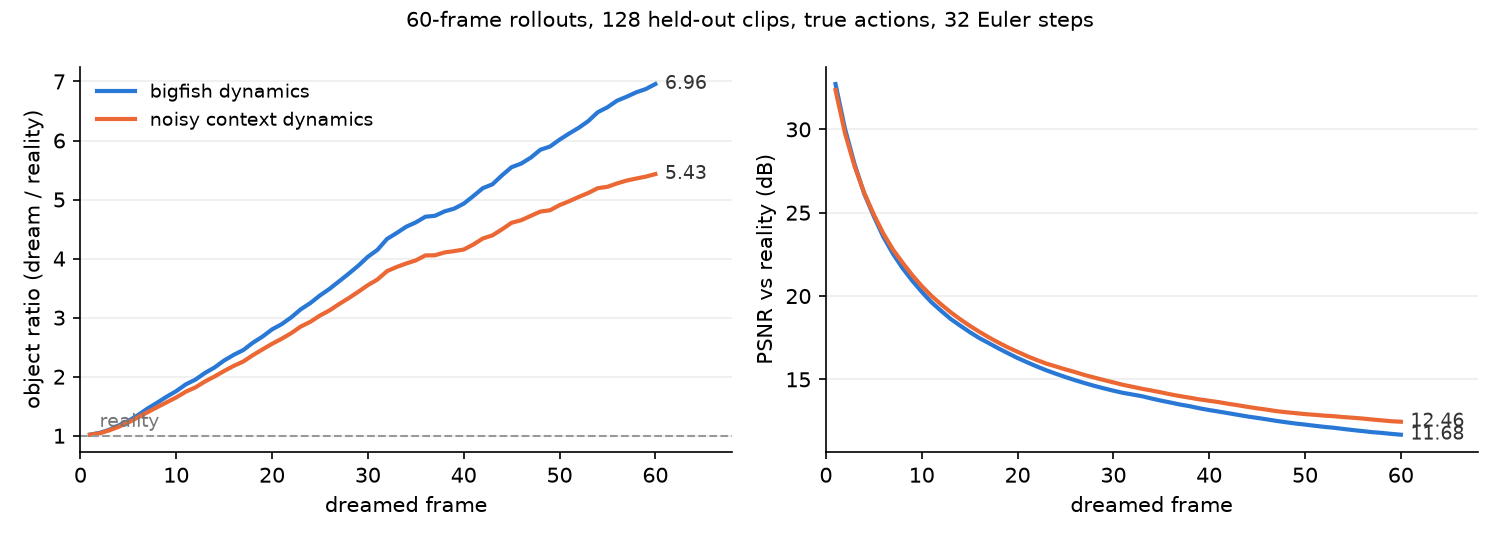 60-frame rollouts, 128 held-out clips, true actions, 32 Euler steps
object ratio (dream / reality)
7
6
5
4
3
2
1
bigfish dynamics
noisy context dynamics
6.96
5.43
reality
0 10 20 30 40 50 60
dreamed frame
PSNR vs reality (dB)
30
25
20
15
12.46
11.68
0 10 20 30 40 50 60
dreamed frame